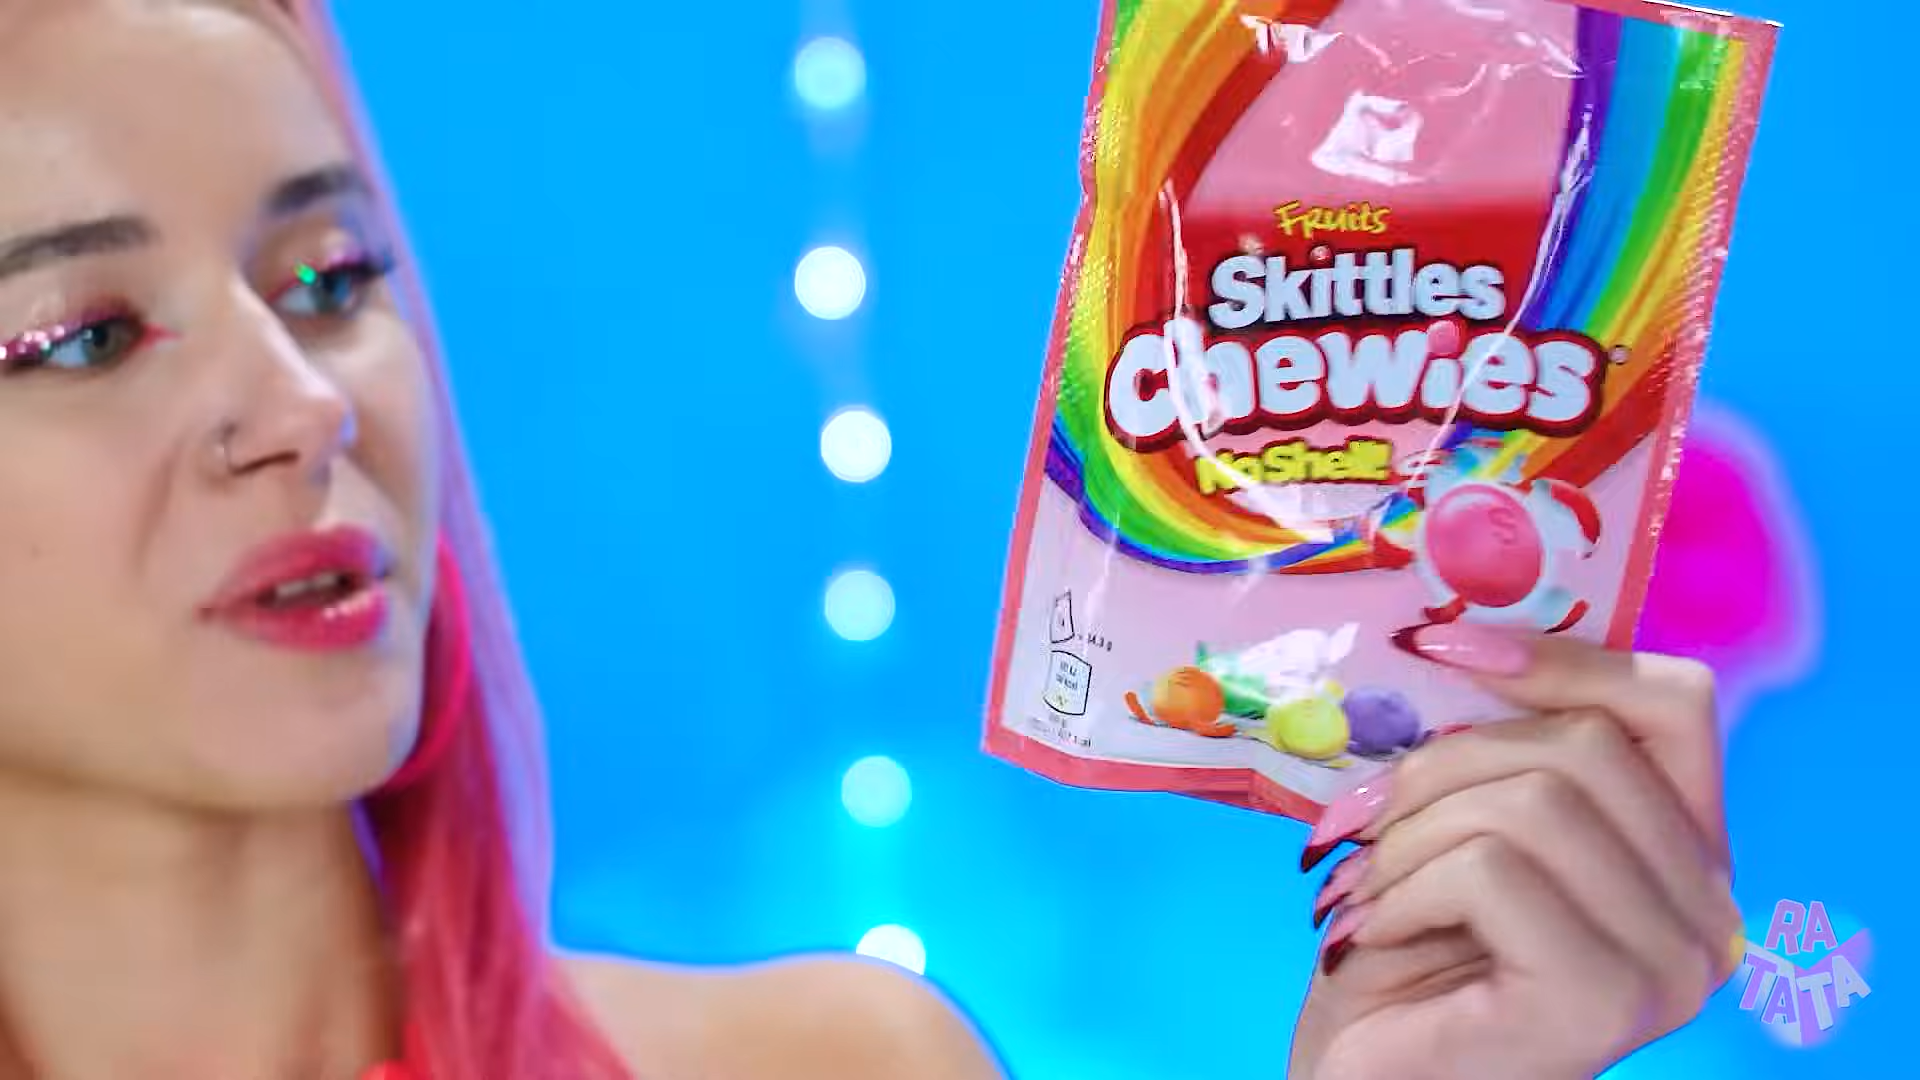 Fruits
Skittles
Chewies
No Shell!
RA
TATA